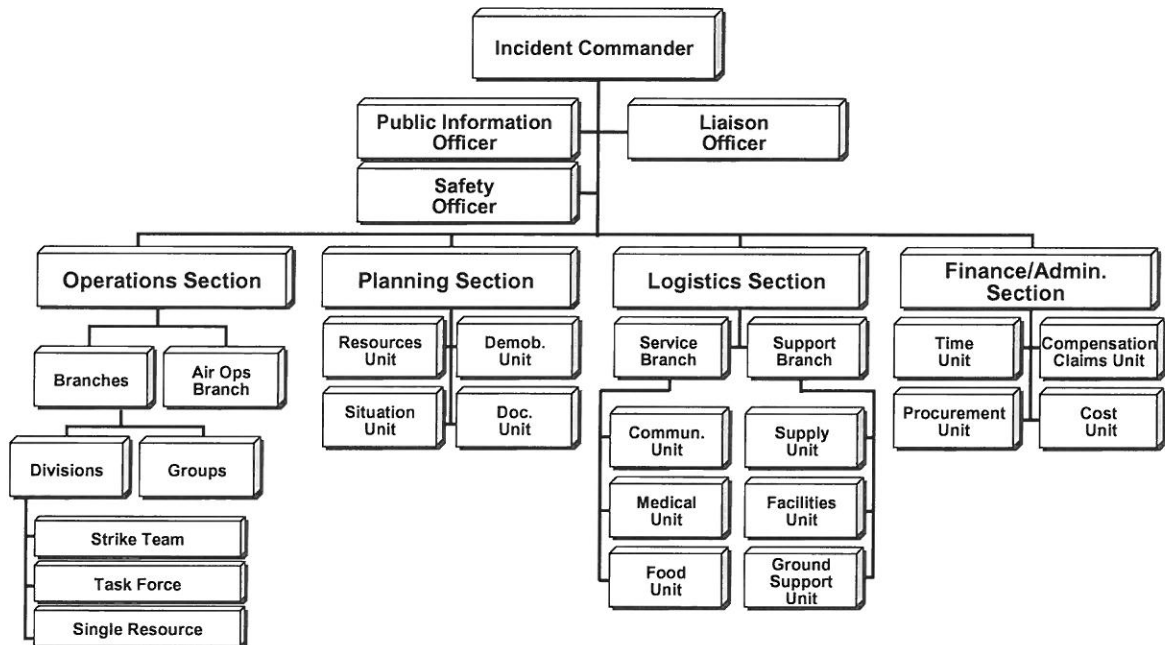 Incident Commander
Public Information
Officer
Liaison
Officer
Safety
Officer
Operations Section
Planning Section
Logistics Section
Finance/Admin.
Section
Branches
Air Ops
Branch
Divisions
Groups
Strike Team
Task Force
Single Resource
Resources
Unit
Demob.
Unit
Situation
Unit
Doc.
Unit
Service
Branch
Support
Branch
Commun.
Unit
Supply
Unit
Medical
Unit
Facilities
Unit
Food
Unit
Ground
Support
Unit
Time
Unit
Compensation
Claims Unit
Procurement
Unit
Cost
Unit